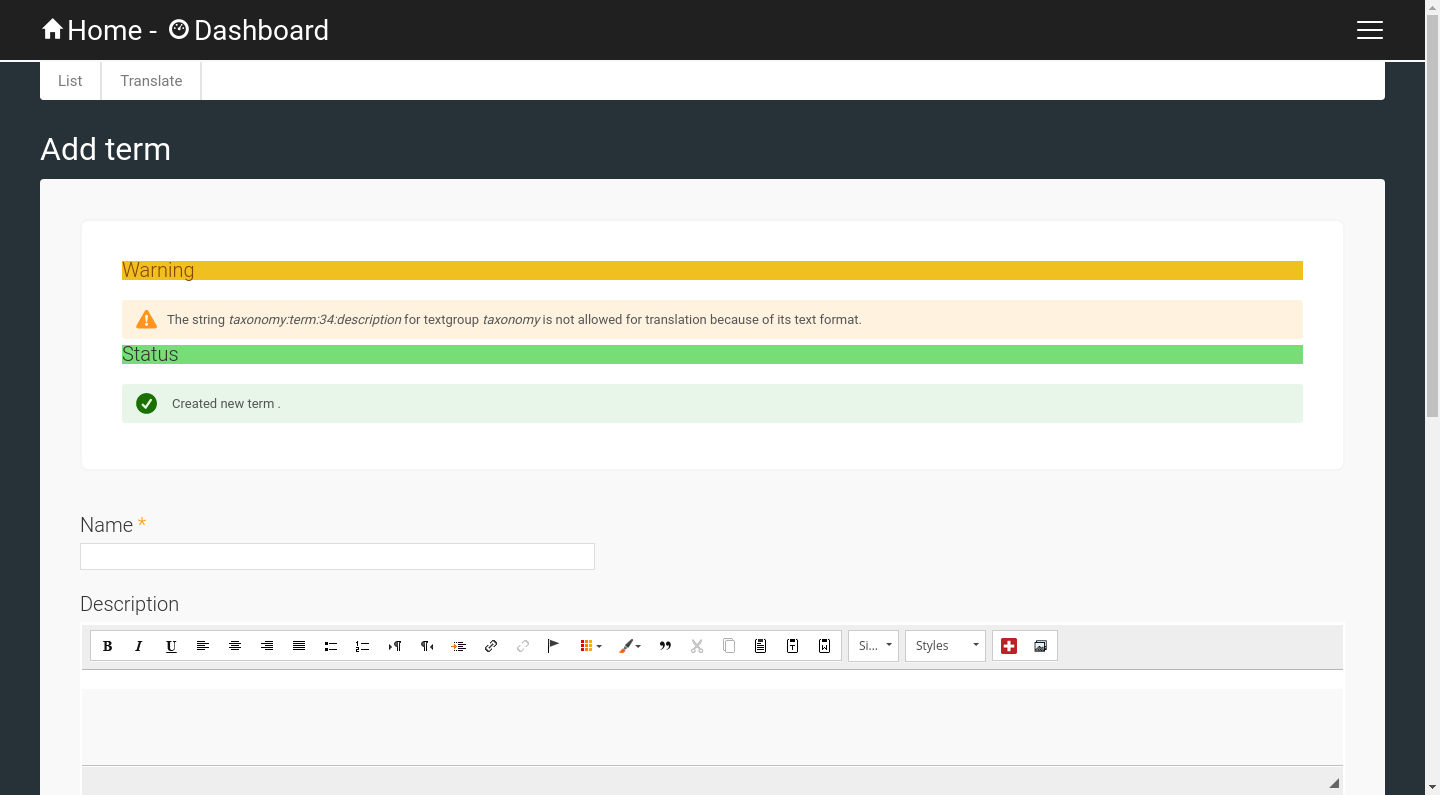 Home - Dashboard
List Translate
Add term
Warning
The string taxonomy:term:34:description for textgroup taxonomy is not allowed for translation because of its text format.
Status
Created new term .
Name *
Description
B I U Si... Styles